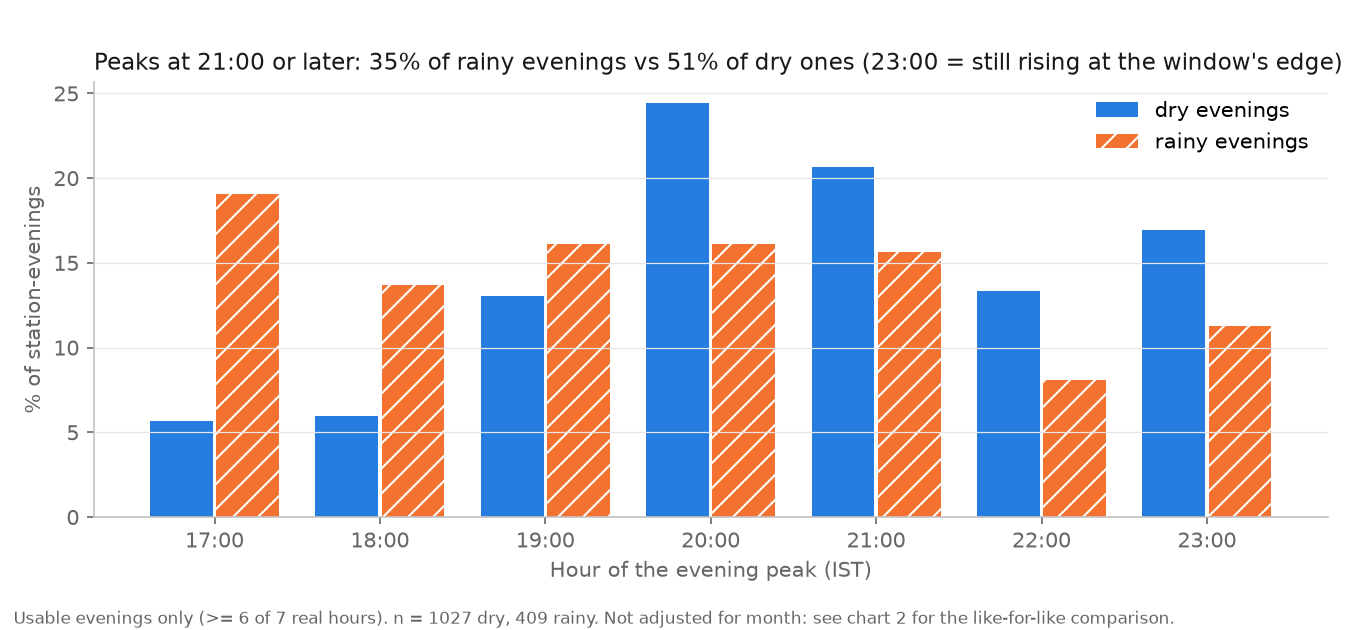 Peaks at 21:00 or later: 35% of rainy evenings vs 51% of dry ones (23:00 = still rising at the window's edge)
dry evenings
rainy evenings
% of station-evenings
25
20
15
10
5
0
17:00 18:00 19:00 20:00 21:00 22:00 23:00
Hour of the evening peak (IST)
Usable evenings only (>= 6 of 7 real hours). n = 1027 dry, 409 rainy. Not adjusted for month: see chart 2 for the like-for-like comparison.